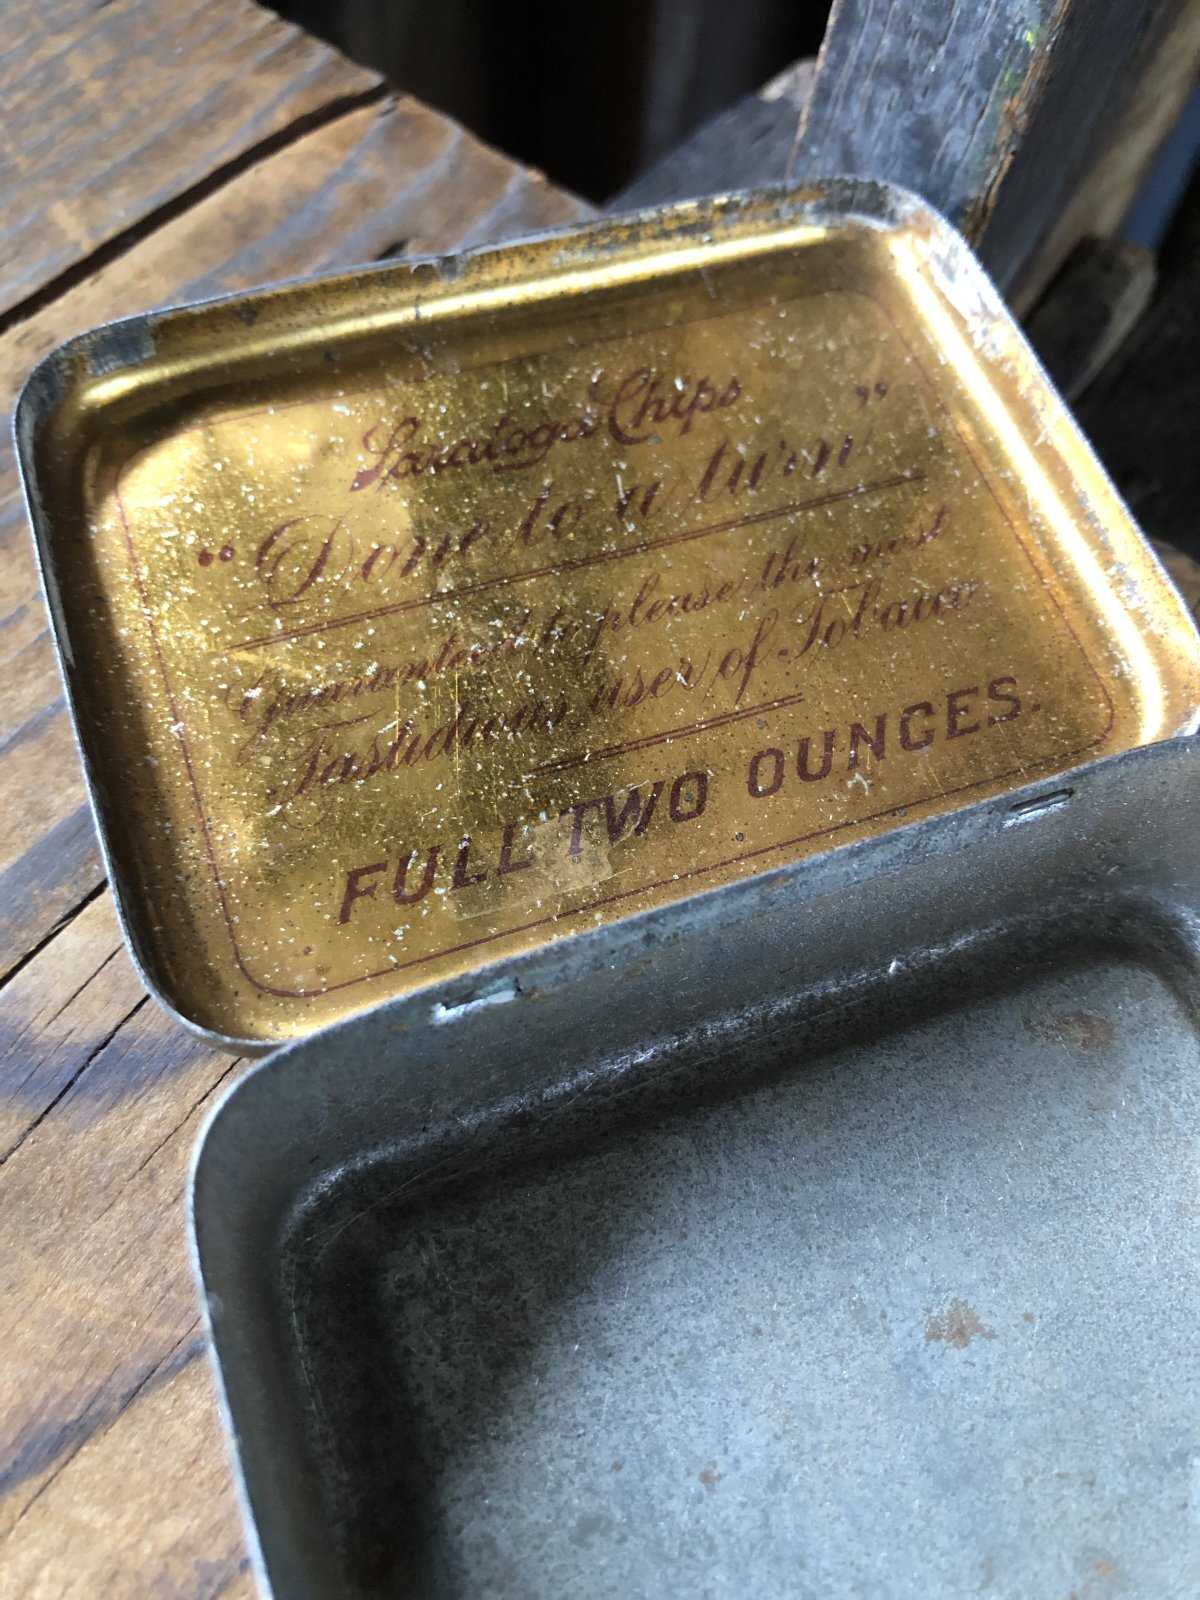 Saratoga Chips
"Done to a turn"
Guaranteed to please the most
Fastidious user of Tobacco
FULL TWO OUNCES.